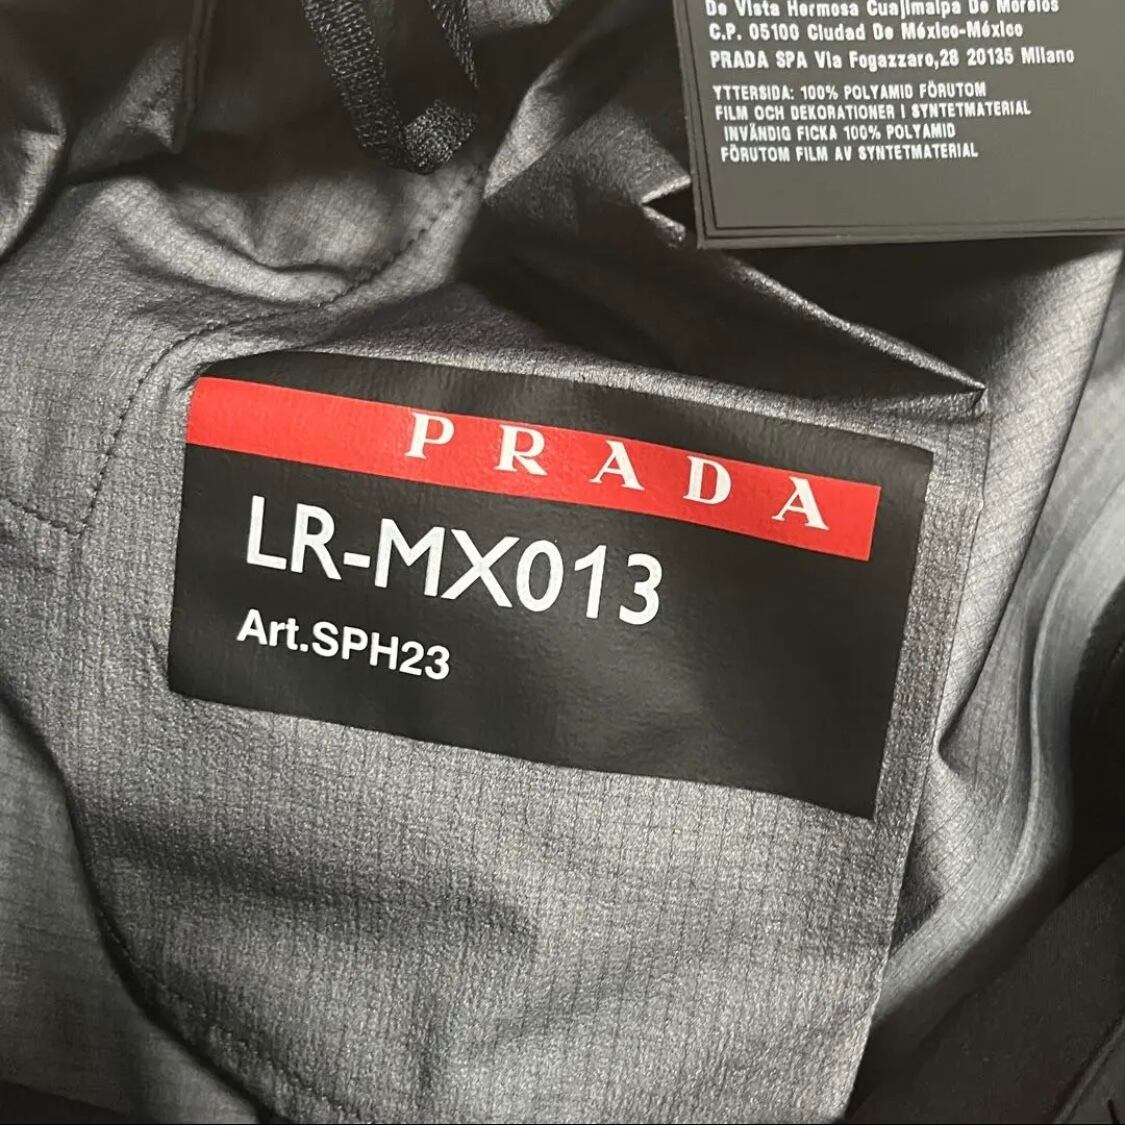 De Vista Hermosa Cuajimalpa De Morelos
C.P. 05100 Ciudad De México-México
PRADA SPA Via Fogazzaro,28 20135 Milano
YTTERSIDA: 100% POLYAMID FÖRUTOM
FILM OCH DEKORATIONER I SYNTETMATERIAL
INVÄNDIG FICKA 100% POLYAMID
FÖRUTOM FILM AV SYNTETMATERIAL
PRADA
LR-MX013
Art.SPH23